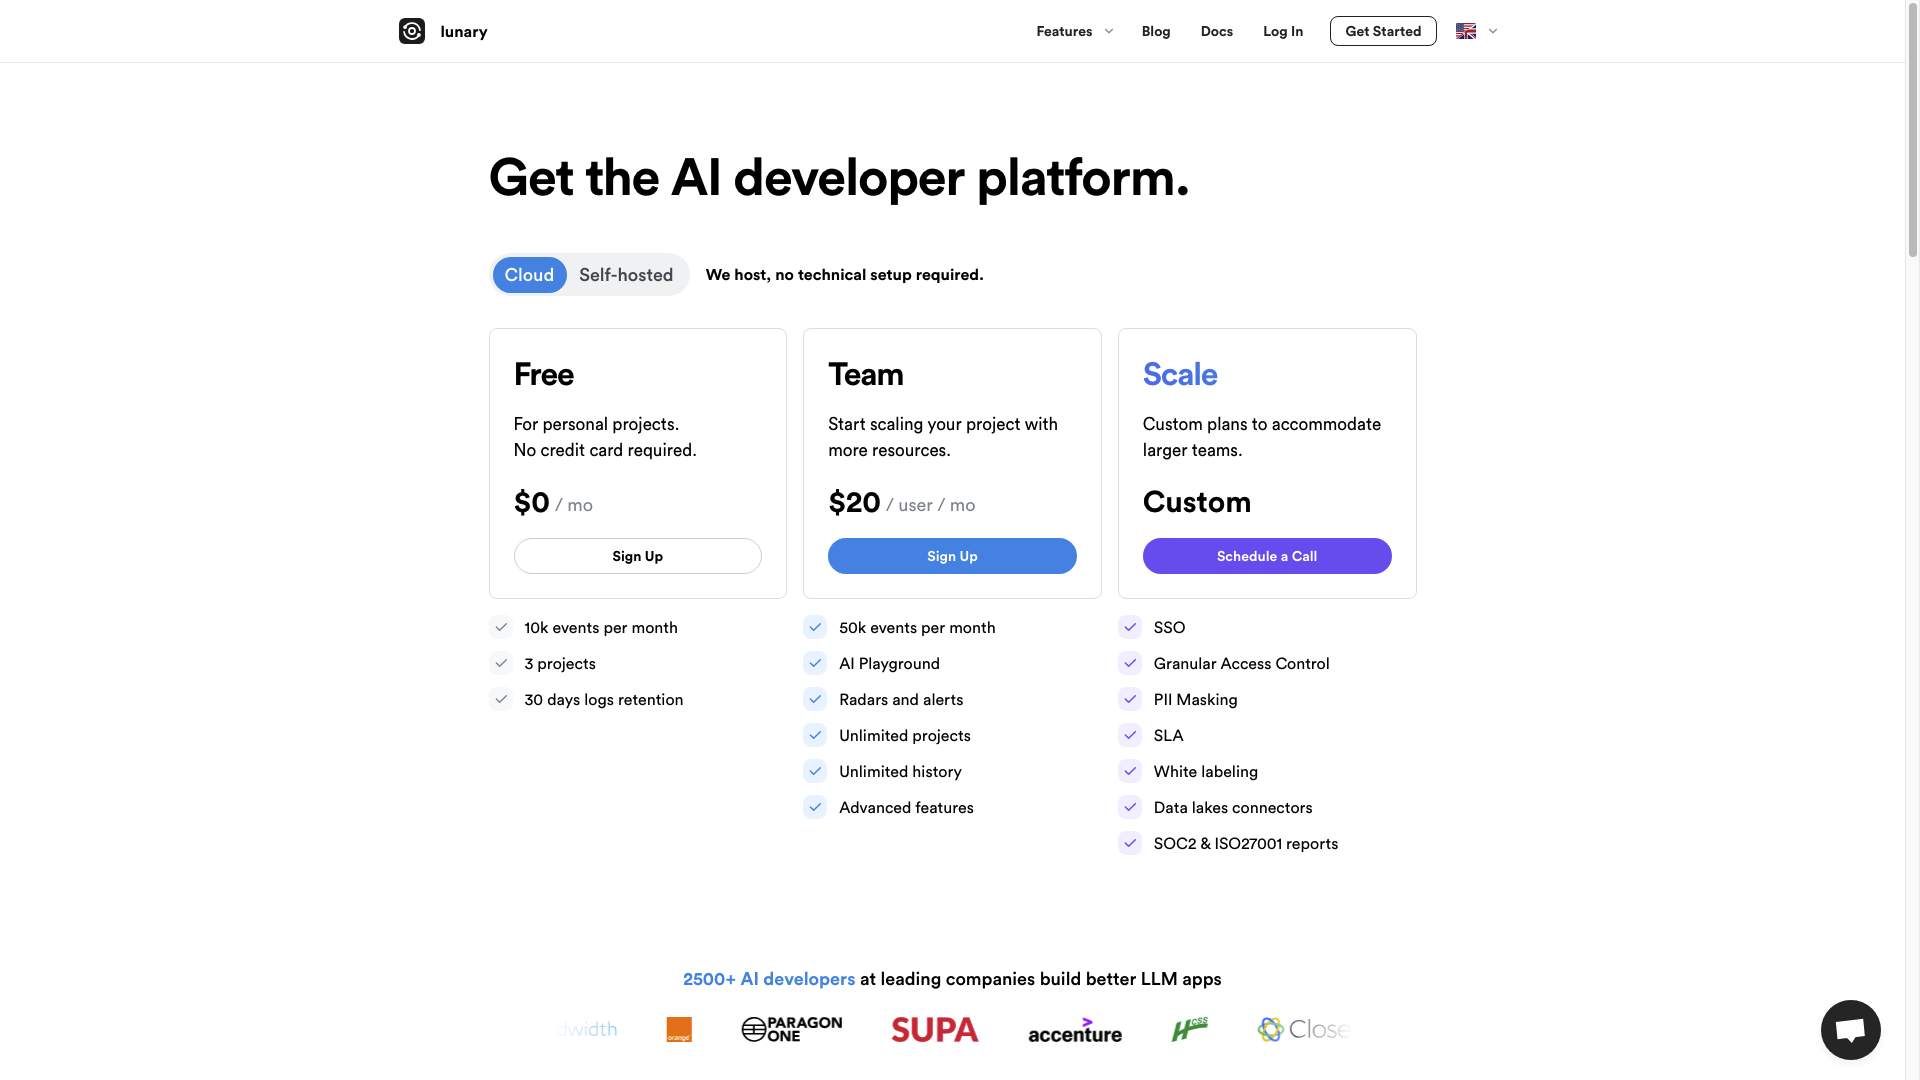 lunary
Features
Blog
Docs
Log In
Get Started
Get the AI developer platform.
Cloud
Self-hosted
We host, no technical setup required.
Free
For personal projects.
No credit card required.
$0 / mo
Sign Up
10k events per month
3 projects
30 days logs retention
Team
Start scaling your project with
more resources.
$20 / user / mo
Sign Up
50k events per month
AI Playground
Radars and alerts
Unlimited projects
Unlimited history
Advanced features
Scale
Custom plans to accommodate
larger teams.
Custom
Schedule a Call
SSO
Granular Access Control
PII Masking
SLA
White labeling
Data lakes connectors
SOC2 & ISO27001 reports
2500+ AI developers at leading companies build better LLM apps
dwidth
orange
PARAGON
ONE
SUPA
accenture
HCSS
Close